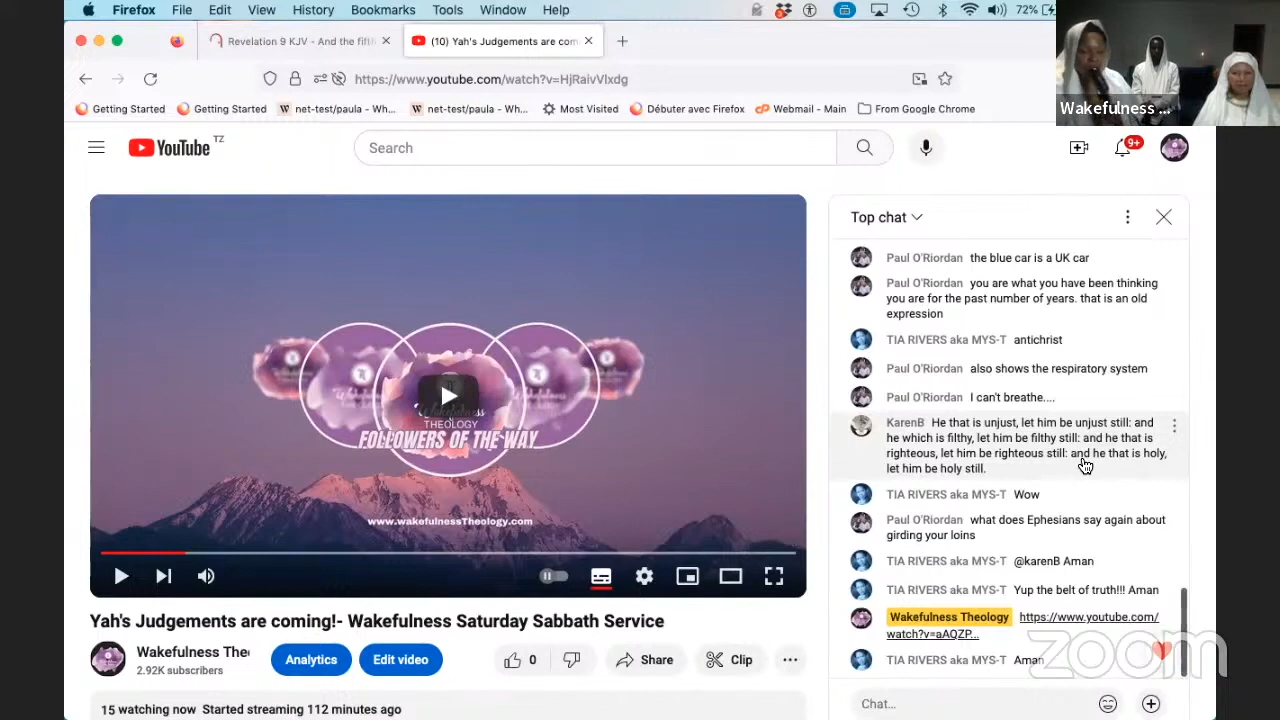 Firefox File Edit View History Bookmarks Tools Window Help 72%
Revelation 9 KJV - And the fifth
(10) Yah's Judgements are com
https://www.youtube.com/watch?v=HjRaivVlxdg
Getting Started Getting Started net-test/paula - Wh... net-test/paula - Wh... Most Visited Débuter avec Firefox Webmail - Main From Google Chrome
Wakefulness ...
YouTube TZ
Search
9+
Top chat
Paul O'Riordan the blue car is a UK car
Paul O'Riordan you are what you have been thinking
you are for the past number of years. that is an old
expression
TIA RIVERS aka MYS-T antichrist
Paul O'Riordan also shows the respiratory system
Paul O'Riordan I can't breathe....
KarenB He that is unjust, let him be unjust still: and
he which is filthy, let him be filthy still: and he that is
righteous, let him be righteous still: and he that is holy,
let him be holy still.
TIA RIVERS aka MYS-T Wow
Paul O'Riordan what does Ephesians say again about
girding your loins
TIA RIVERS aka MYS-T @karenB Aman
TIA RIVERS aka MYS-T Yup the belt of truth!!! Aman
Wakefulness Theology https://www.youtube.com/
watch?v=aAQZP...
TIA RIVERS aka MYS-T Aman
Chat...
zoom
Wakefulness
THEOLOGY
FOLLOWERS OF THE WAY
www.wakefulnessTheology.com
Yah's Judgements are coming!- Wakefulness Saturday Sabbath Service
Wakefulness The
2.92K subscribers
Analytics
Edit video
0
Share
Clip
15 watching now Started streaming 112 minutes ago